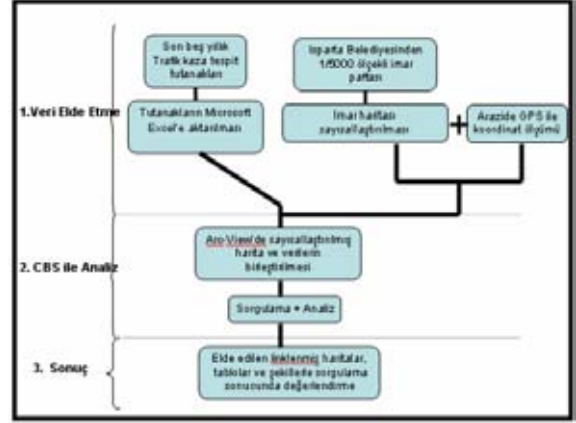 Son beş yıllık
Trafik kaza tespit
tutanakları
Isparta Belediyesinden
1/5000 ölçekli imar
paftası
1.Veri Elde Etme
Tutanakların Microsoft
Excel'e aktarılması
İmar haritası
sayısallaştırılması
+
Arazide GPS ile
koordinat ölçümü
2. CBS ile Analiz
Arc View'de sayısallaştırılmış
harita ve verilerin
birleştirilmesi
Sorgulama + Analiz
3. Sonuç
Elde edilen linklenmiş haritalar,
tablolar ve şekillerle sorgulama
sonucunda değerlendirme